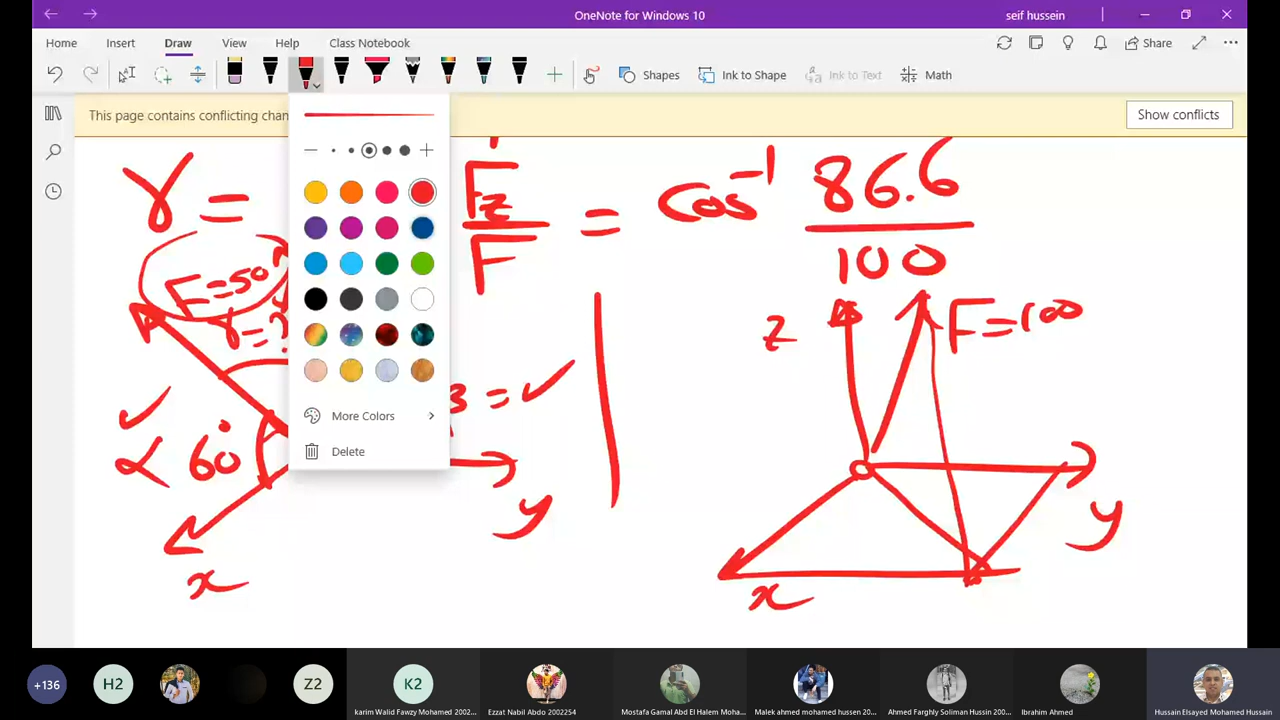 OneNote for Windows 10
seif hussein
Home Insert Draw View Help Class Notebook
Share
Shapes Ink to Shape Ink to Text Math
This page contains conflicting chan
Show conflicts
More Colors
Delete
γ = Fz / F = cos⁻¹ 86.6 / 100
F=50
γ=?
α 60°
= ✓
x
y
z
F=100
y
x
+136
H2
Z2
K2
karim Walid Fawzy Mohamed 2002...
Ezzat Nabil Abdo 2002254
Mostafa Gamal Abd El Halem Moha...
Malek ahmed mohamed hussen 20...
Ahmed Farghly Soliman Hussin 200...
Ibrahim Ahmed
Hussain Elsayed Mohamed Hussain